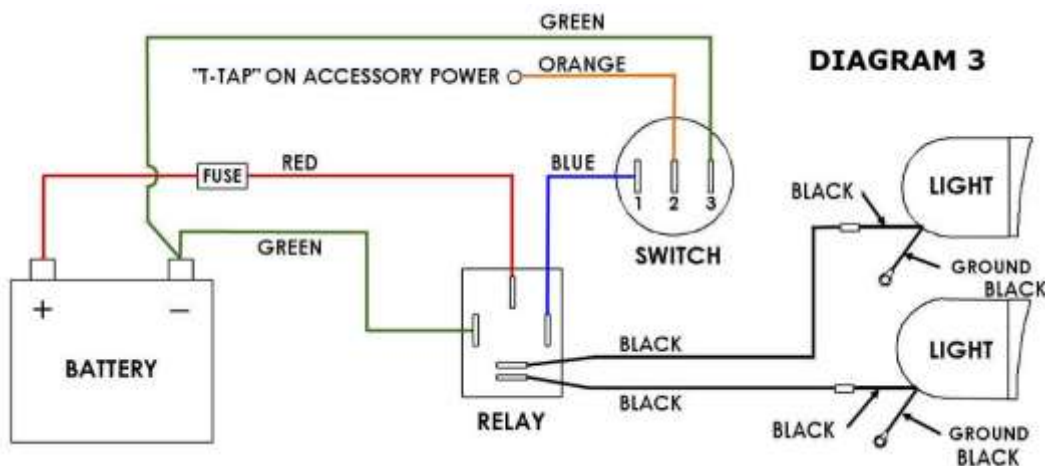 GREEN
DIAGRAM 3
"T-TAP" ON ACCESSORY POWER
ORANGE
FUSE
RED
BLUE
1 2 3
SWITCH
BLACK
LIGHT
GROUND
BLACK
GREEN
+ −
BATTERY
RELAY
BLACK
BLACK
LIGHT
BLACK
GROUND
BLACK